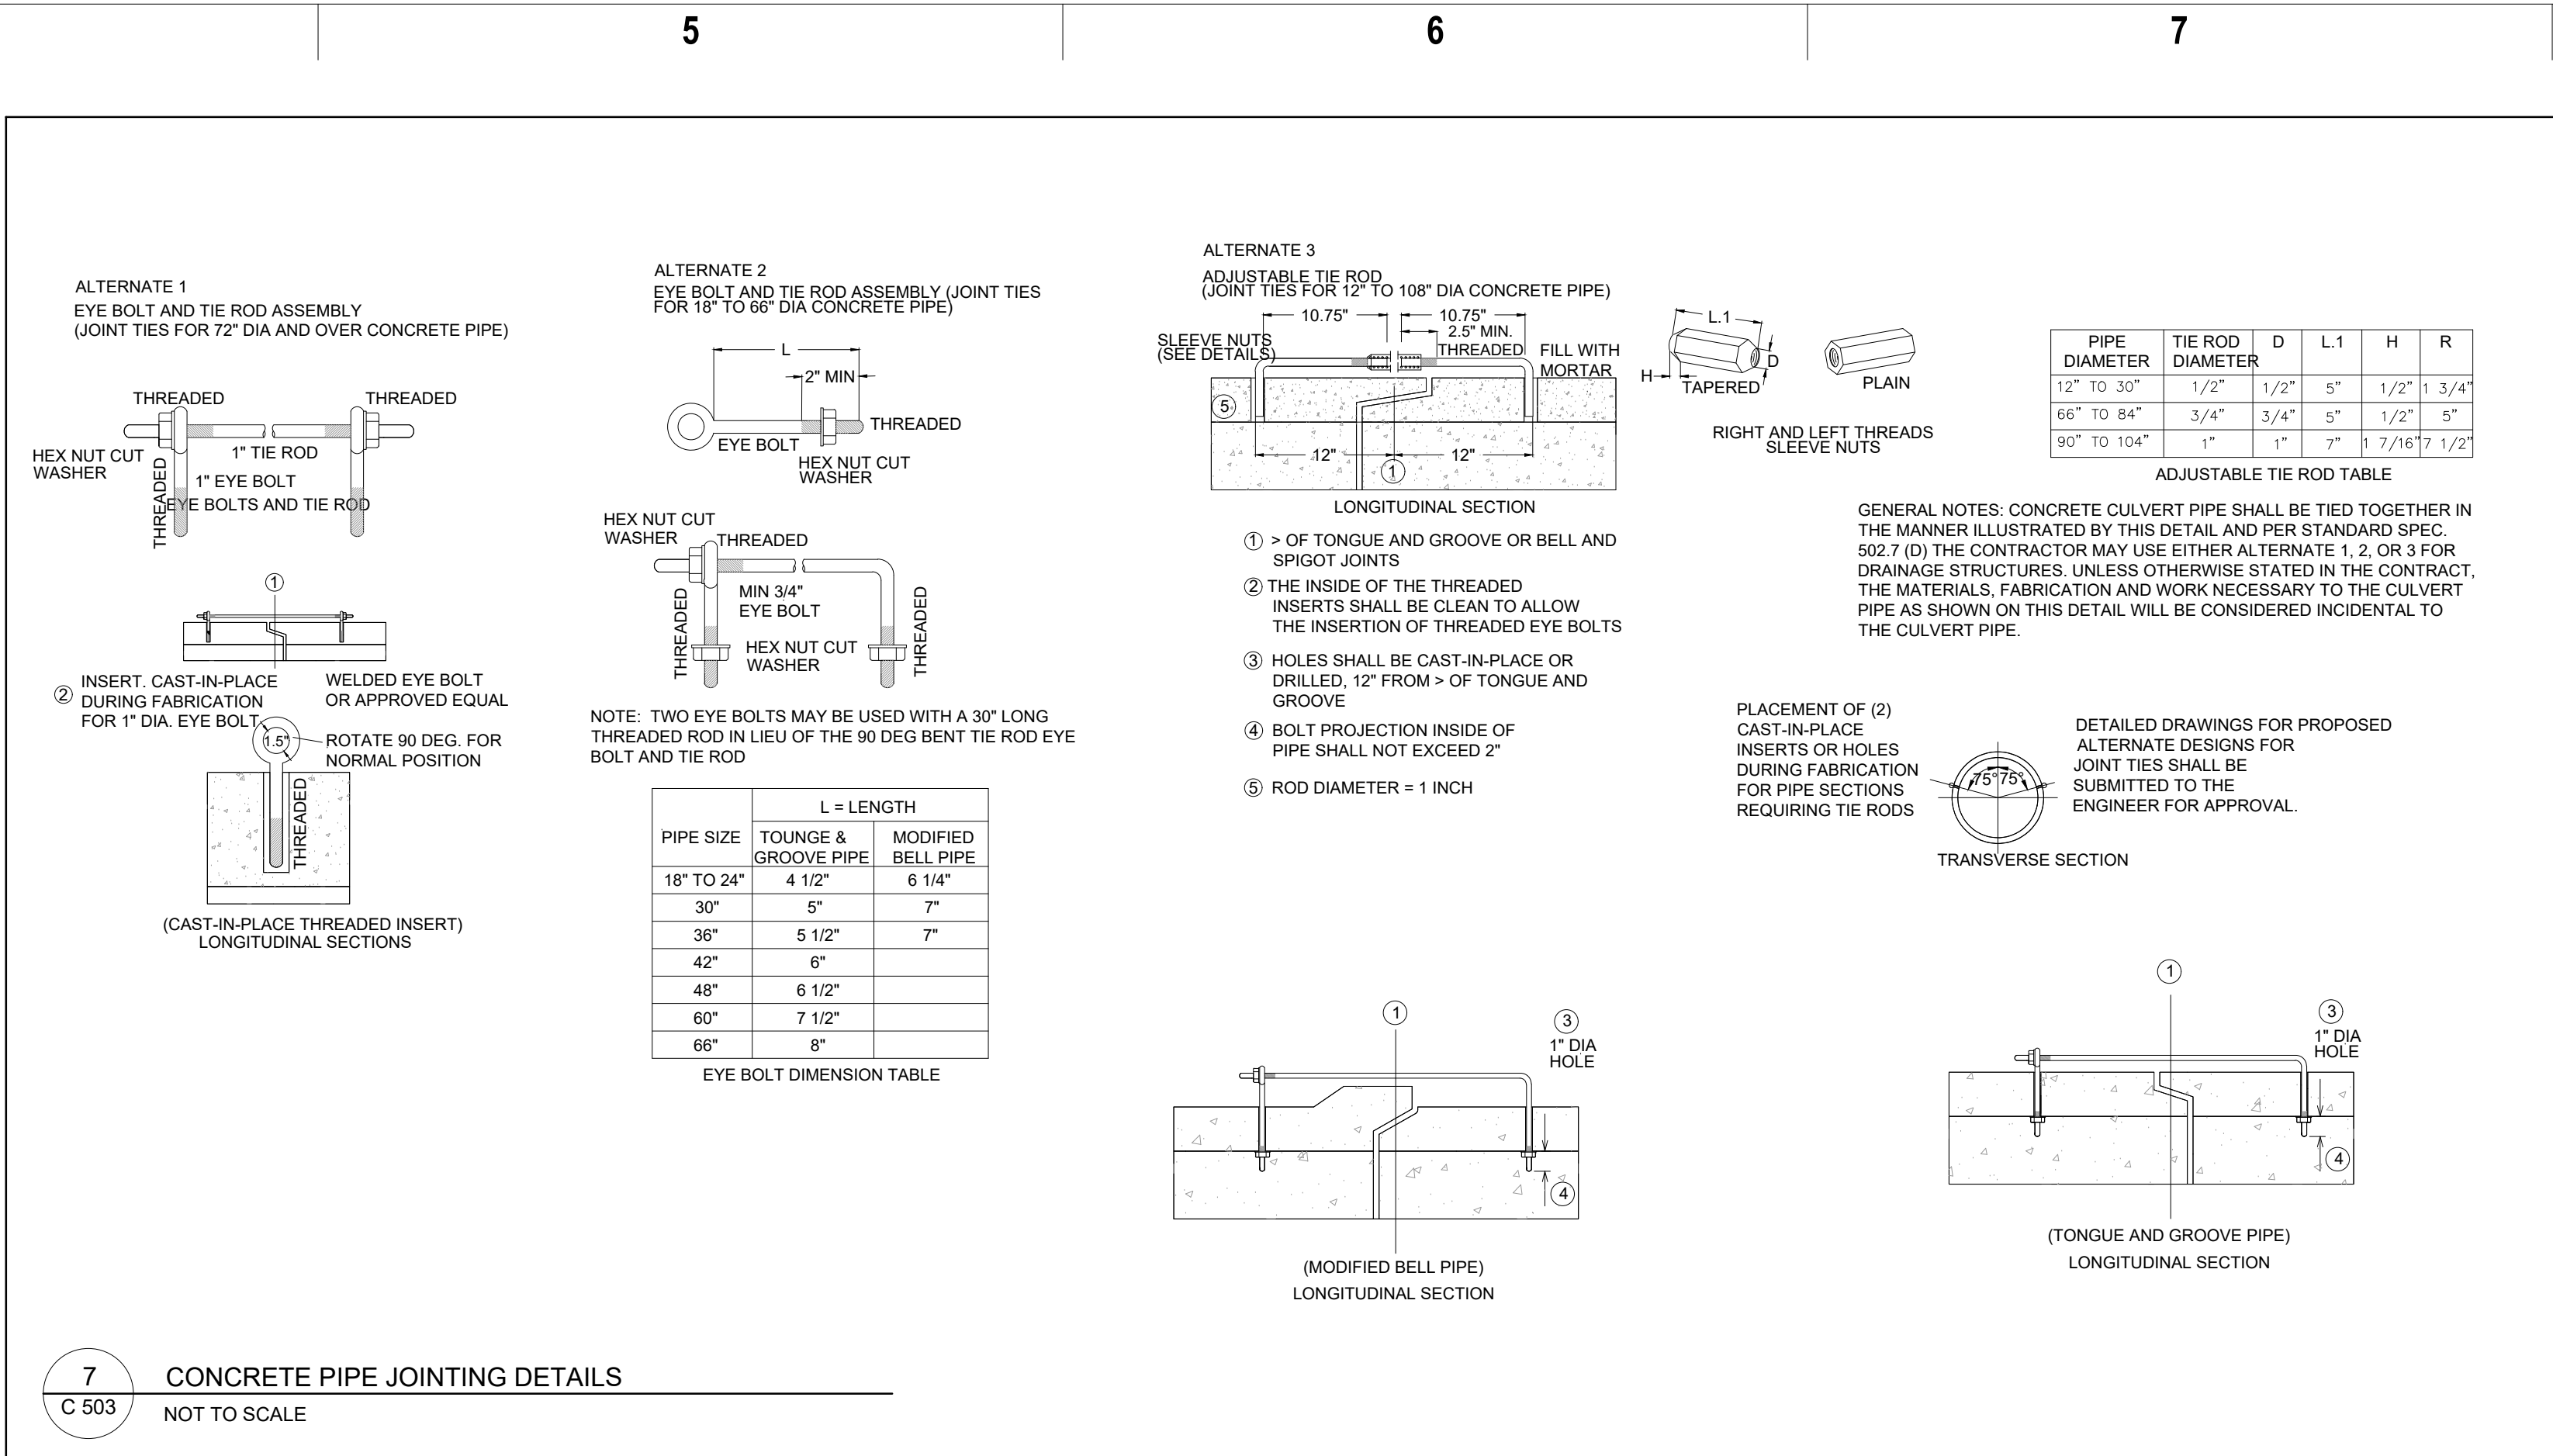 5
6
7
ALTERNATE 1
EYE BOLT AND TIE ROD ASSEMBLY
(JOINT TIES FOR 72" DIA AND OVER CONCRETE PIPE)
THREADED
THREADED
HEX NUT CUT
WASHER
1" TIE ROD
THREADED
1" EYE BOLT
EYE BOLTS AND TIE ROD
1
2
INSERT. CAST-IN-PLACE
DURING FABRICATION
FOR 1" DIA. EYE BOLT
WELDED EYE BOLT
OR APPROVED EQUAL
1.5"
ROTATE 90 DEG. FOR
NORMAL POSITION
THREADED
(CAST-IN-PLACE THREADED INSERT)
LONGITUDINAL SECTIONS
ALTERNATE 2
EYE BOLT AND TIE ROD ASSEMBLY (JOINT TIES
FOR 18" TO 66" DIA CONCRETE PIPE)
L
2" MIN
THREADED
EYE BOLT
HEX NUT CUT
WASHER
HEX NUT CUT
WASHER
THREADED
MIN 3/4"
EYE BOLT
THREADED
THREADED
HEX NUT CUT
WASHER
NOTE: TWO EYE BOLTS MAY BE USED WITH A 30" LONG
THREADED ROD IN LIEU OF THE 90 DEG BENT TIE ROD EYE
BOLT AND TIE ROD
L = LENGTH
PIPE SIZE TOUNGE & MODIFIED
GROOVE PIPE BELL PIPE
18" TO 24" 4 1/2" 6 1/4"
30" 5" 7"
36" 5 1/2" 7"
42" 6"
48" 6 1/2"
60" 7 1/2"
66" 8"
EYE BOLT DIMENSION TABLE
ALTERNATE 3
ADJUSTABLE TIE ROD
(JOINT TIES FOR 12" TO 108" DIA CONCRETE PIPE)
10.75"
10.75"
2.5" MIN.
THREADED
SLEEVE NUTS
(SEE DETAILS)
FILL WITH
MORTAR
5
12"
12"
1
LONGITUDINAL SECTION
1 > OF TONGUE AND GROOVE OR BELL AND
SPIGOT JOINTS
2 THE INSIDE OF THE THREADED
INSERTS SHALL BE CLEAN TO ALLOW
THE INSERTION OF THREADED EYE BOLTS
3 HOLES SHALL BE CAST-IN-PLACE OR
DRILLED, 12" FROM > OF TONGUE AND
GROOVE
4 BOLT PROJECTION INSIDE OF
PIPE SHALL NOT EXCEED 2"
5 ROD DIAMETER = 1 INCH
L.1
D
H
TAPERED
PLAIN
RIGHT AND LEFT THREADS
SLEEVE NUTS
PIPE TIE ROD D L.1 H R
DIAMETER DIAMETER
12” TO 30” 1/2” 1/2” 5” 1/2” 1 3/4”
66” TO 84” 3/4” 3/4” 5” 1/2” 5”
90” TO 104” 1” 1” 7” 1 7/16” 7 1/2”
ADJUSTABLE TIE ROD TABLE
GENERAL NOTES: CONCRETE CULVERT PIPE SHALL BE TIED TOGETHER IN
THE MANNER ILLUSTRATED BY THIS DETAIL AND PER STANDARD SPEC.
502.7 (D) THE CONTRACTOR MAY USE EITHER ALTERNATE 1, 2, OR 3 FOR
DRAINAGE STRUCTURES. UNLESS OTHERWISE STATED IN THE CONTRACT,
THE MATERIALS, FABRICATION AND WORK NECESSARY TO THE CULVERT
PIPE AS SHOWN ON THIS DETAIL WILL BE CONSIDERED INCIDENTAL TO
THE CULVERT PIPE.
PLACEMENT OF (2)
CAST-IN-PLACE
INSERTS OR HOLES
DURING FABRICATION
FOR PIPE SECTIONS
REQUIRING TIE RODS
75° 75°
TRANSVERSE SECTION
DETAILED DRAWINGS FOR PROPOSED
ALTERNATE DESIGNS FOR
JOINT TIES SHALL BE
SUBMITTED TO THE
ENGINEER FOR APPROVAL.
1
3
1" DIA
HOLE
4
(MODIFIED BELL PIPE)
LONGITUDINAL SECTION
1
3
1" DIA
HOLE
4
(TONGUE AND GROOVE PIPE)
LONGITUDINAL SECTION
7
C 503
CONCRETE PIPE JOINTING DETAILS
NOT TO SCALE